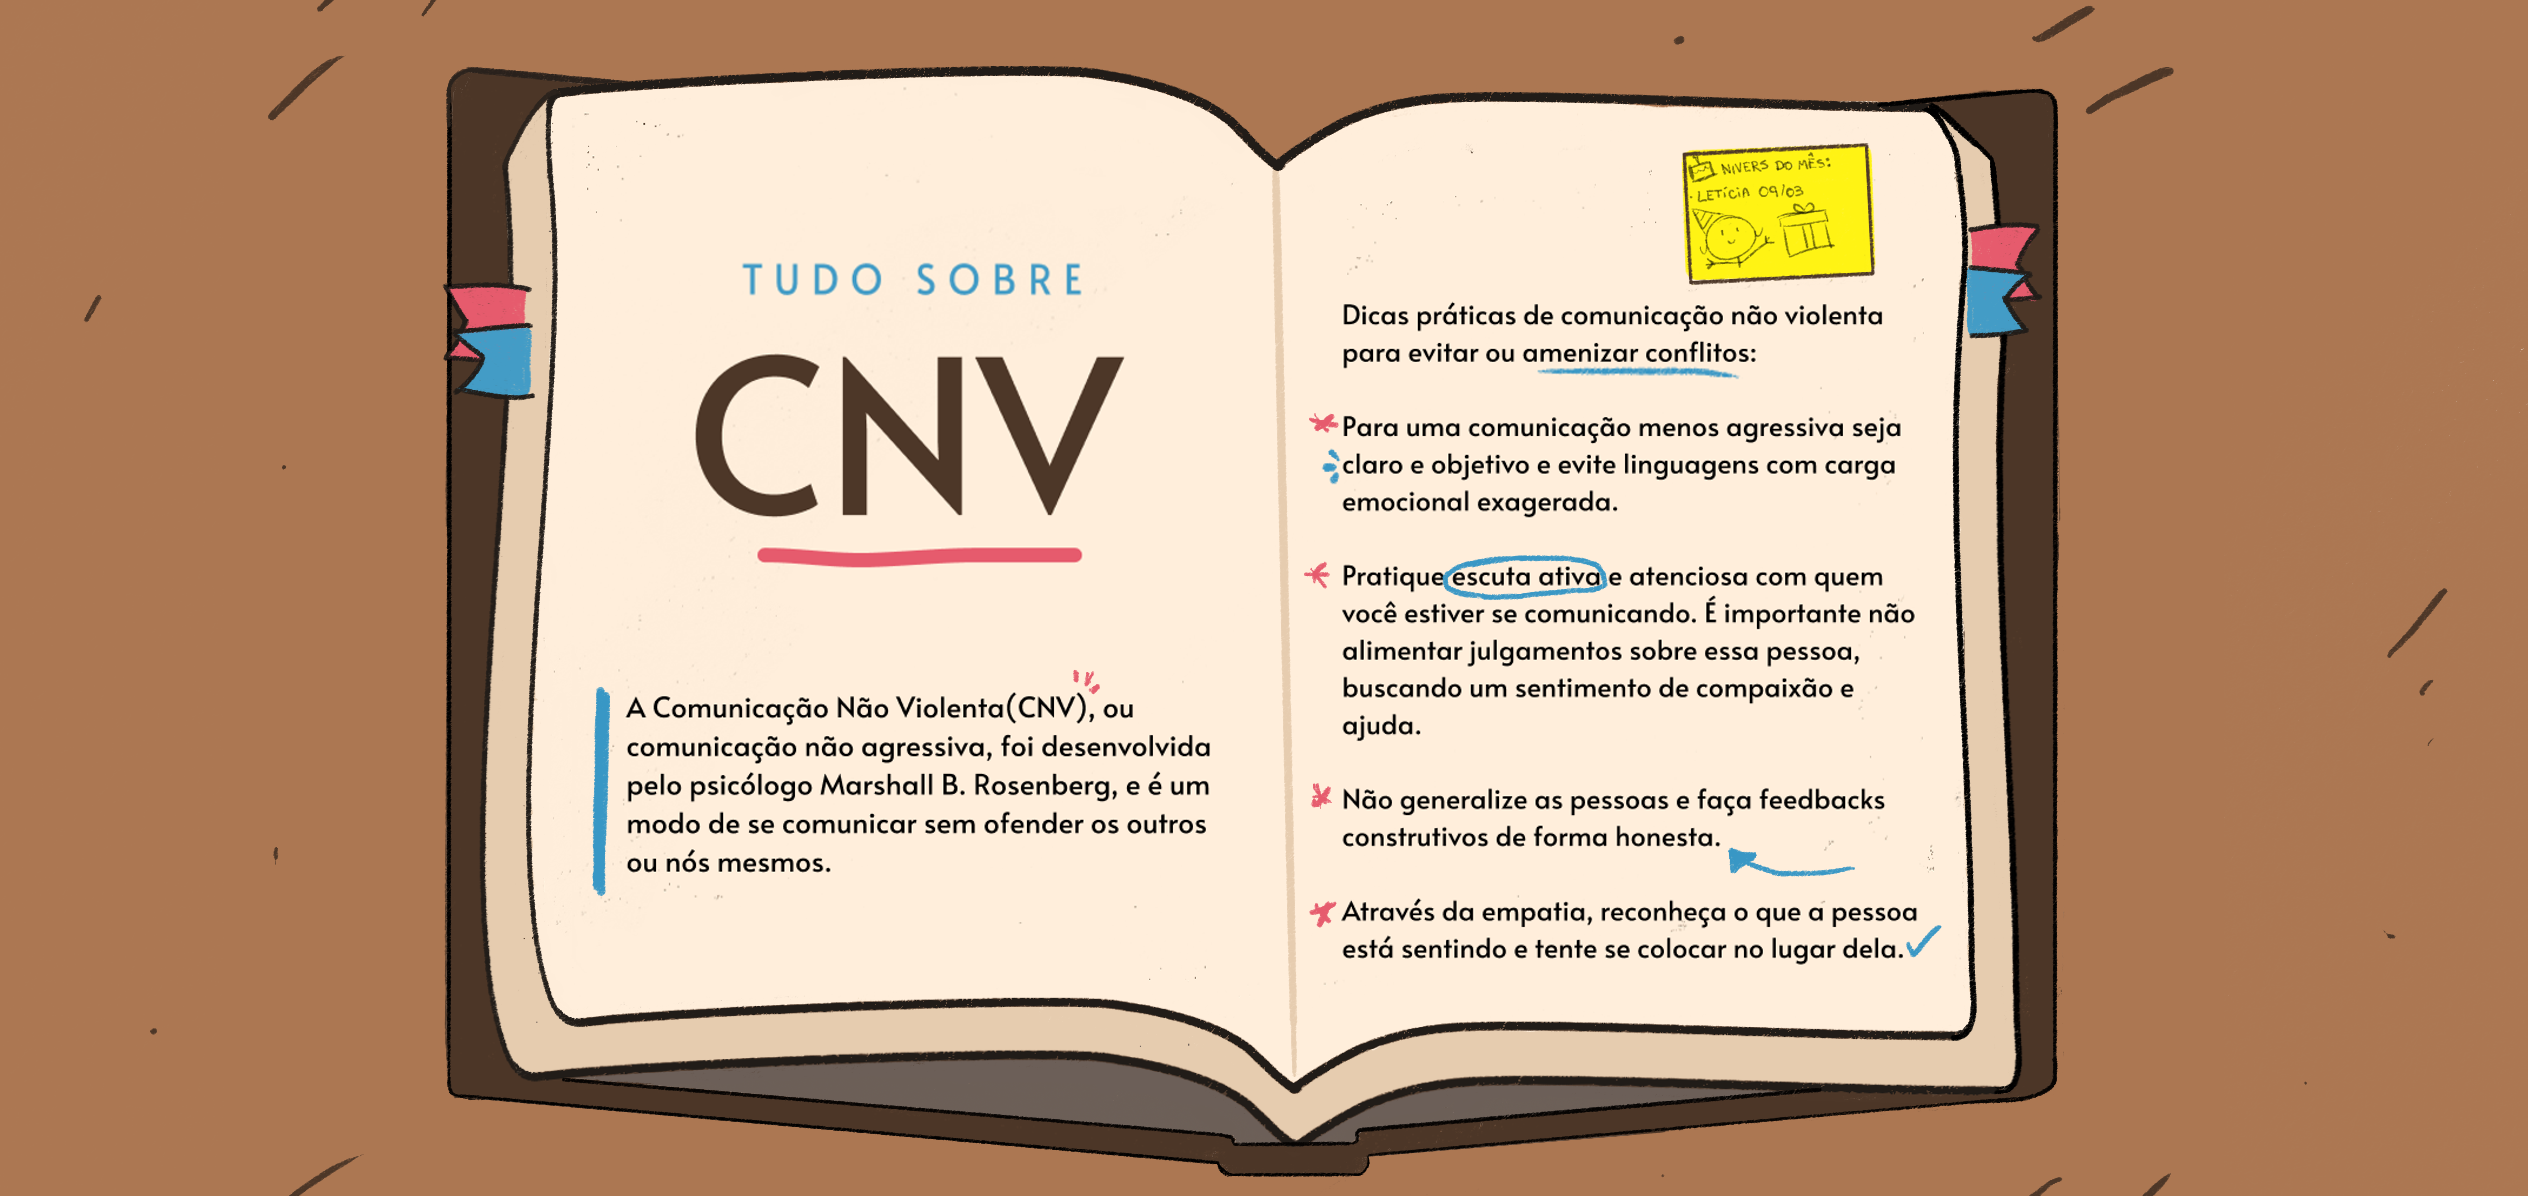 TUDO SOBRE
CNV
A Comunicação Não Violenta(CNV), ou
comunicação não agressiva, foi desenvolvida
pelo psicólogo Marshall B. Rosenberg, e é um
modo de se comunicar sem ofender os outros
ou nós mesmos.
NIVERS DO MÊS:
· LETÍCIA 09/03
Dicas práticas de comunicação não violenta
para evitar ou amenizar conflitos:
Para uma comunicação menos agressiva seja
claro e objetivo e evite linguagens com carga
emocional exagerada.
Pratique escuta ativa e atenciosa com quem
você estiver se comunicando. É importante não
alimentar julgamentos sobre essa pessoa,
buscando um sentimento de compaixão e
ajuda.
Não generalize as pessoas e faça feedbacks
construtivos de forma honesta.
Através da empatia, reconheça o que a pessoa
está sentindo e tente se colocar no lugar dela.